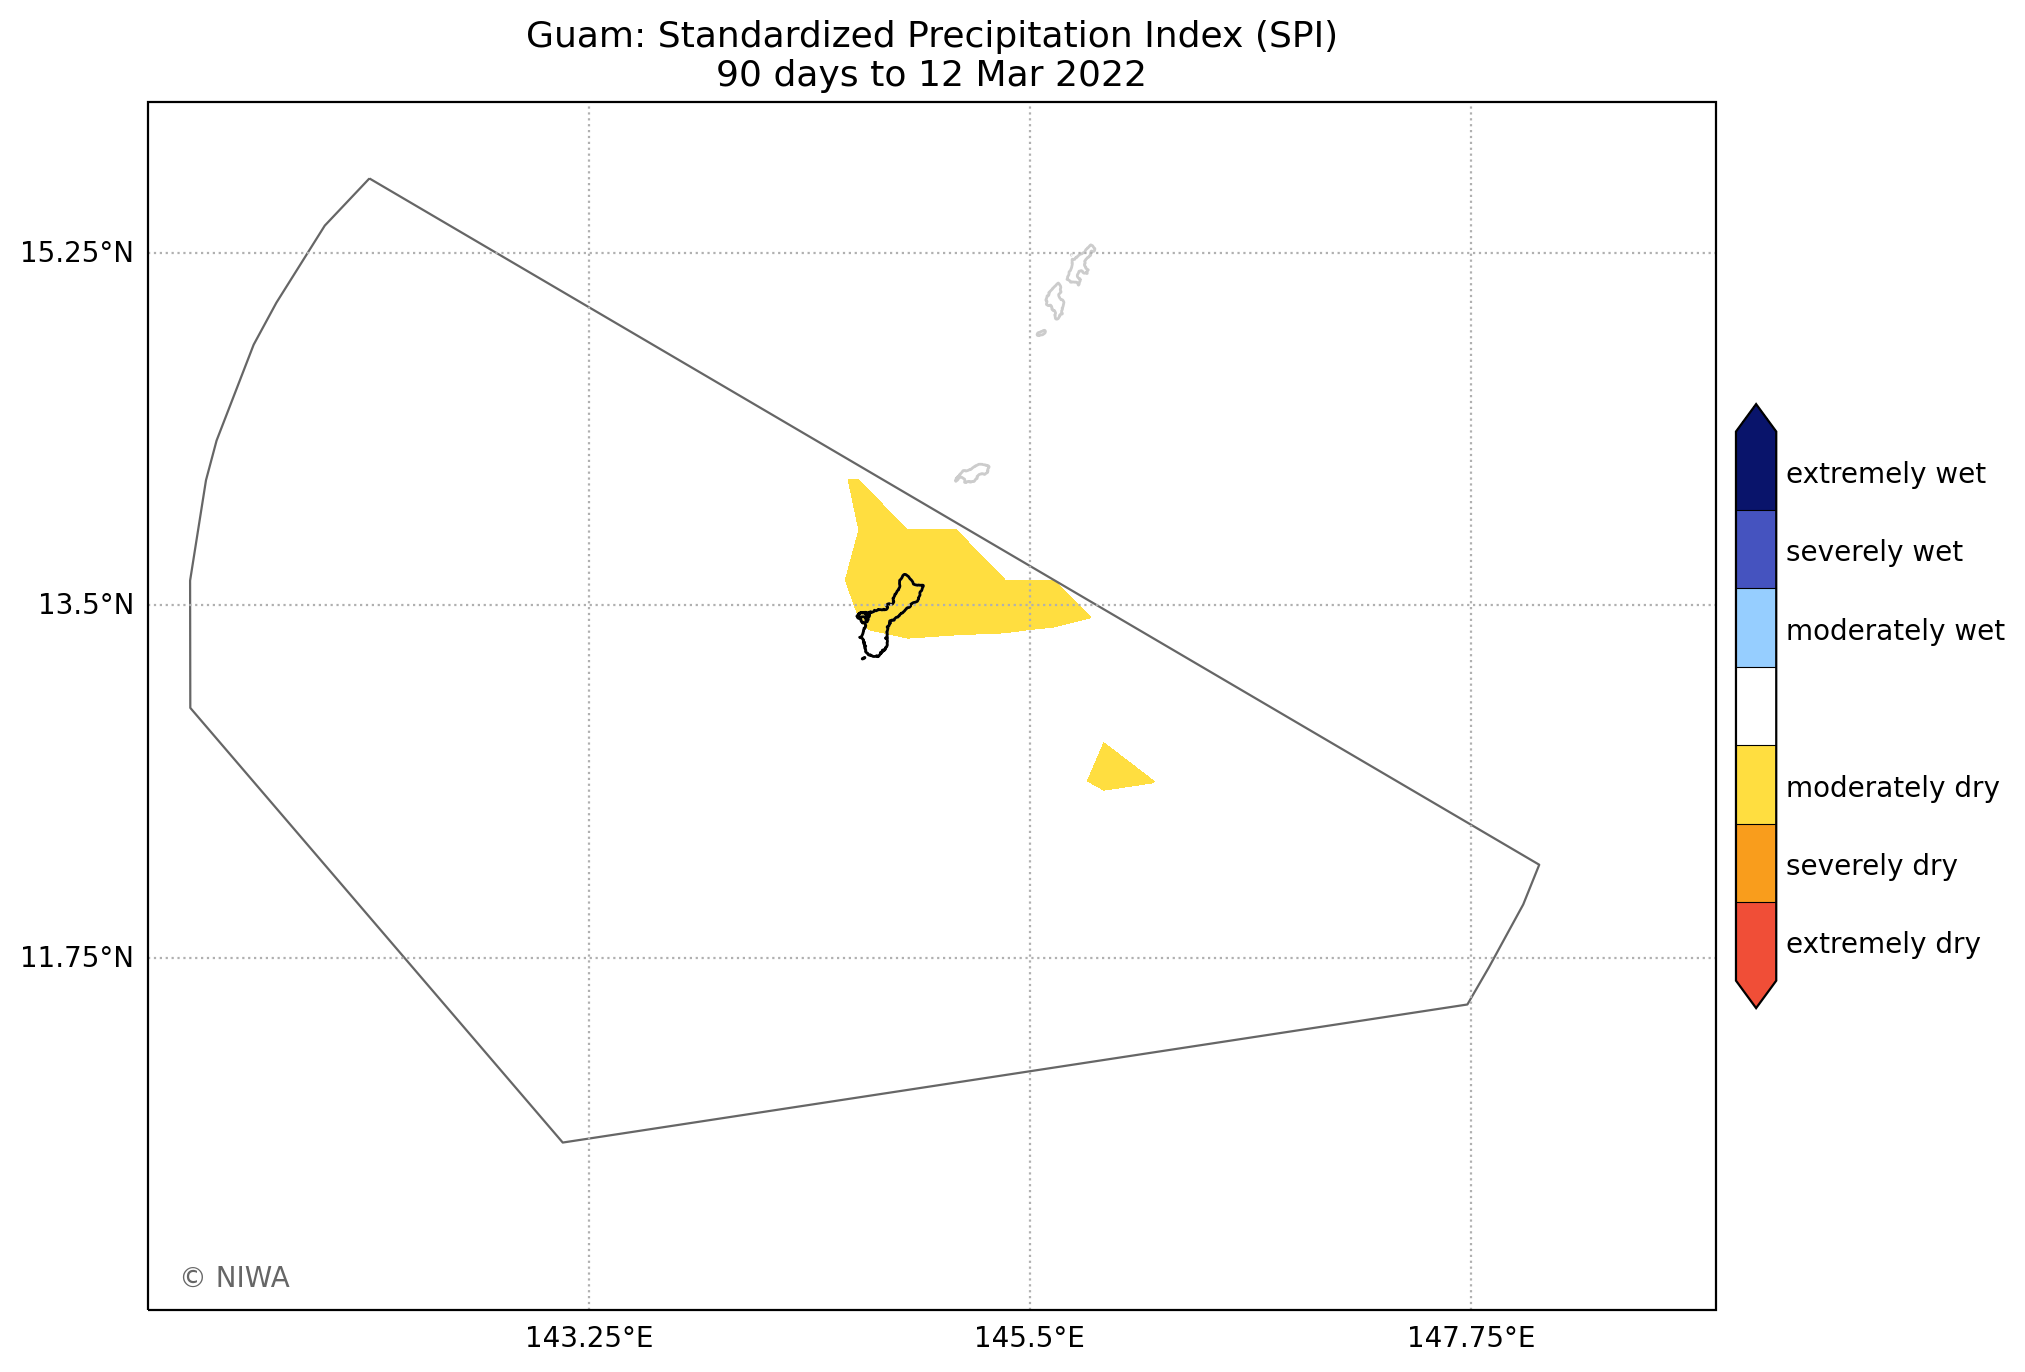 Guam: Standardized Precipitation Index (SPI)
90 days to 12 Mar 2022
15.25°N
13.5°N
11.75°N
143.25°E
145.5°E
147.75°E
extremely wet
severely wet
moderately wet
moderately dry
severely dry
extremely dry
© NIWA